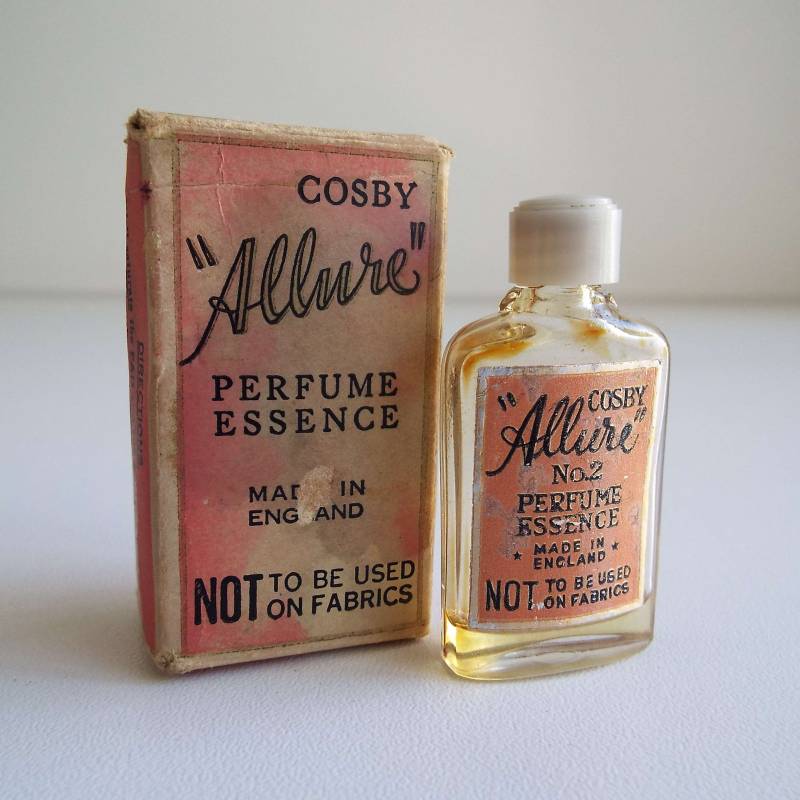 COSBY
"Allure"
PERFUME
ESSENCE
MADE IN
ENGLAND
NOT TO BE USED
ON FABRICS
DIRECTIONS
COSBY
"Allure"
No.2
PERFUME
ESSENCE
★ MADE IN ★
ENGLAND
NOT TO BE USED
ON FABRICS